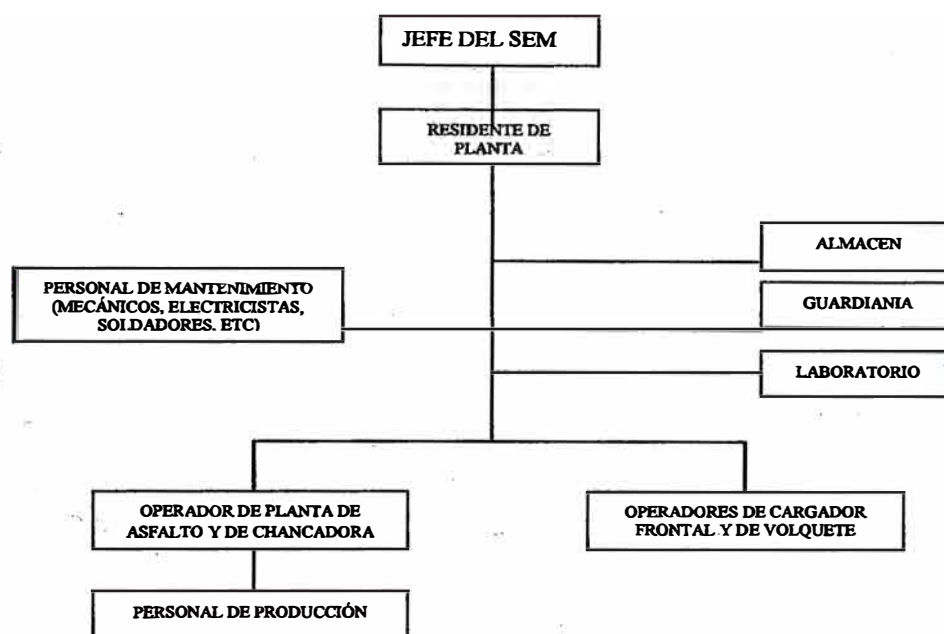 JEFE DEL SEM
RESIDENTE DE
PLANTA
ALMACEN
PERSONAL DE MANTENIMIENTO
(MECÁNICOS, ELECTRICISTAS,
SOLDADORES, ETC)
GUARDIANIA
LABORATORIO
OPERADOR DE PLANTA DE
ASFALTO Y DE CHANCADORA
OPERADORES DE CARGADOR
FRONTAL Y DE VOLQUETE
PERSONAL DE PRODUCCIÓN